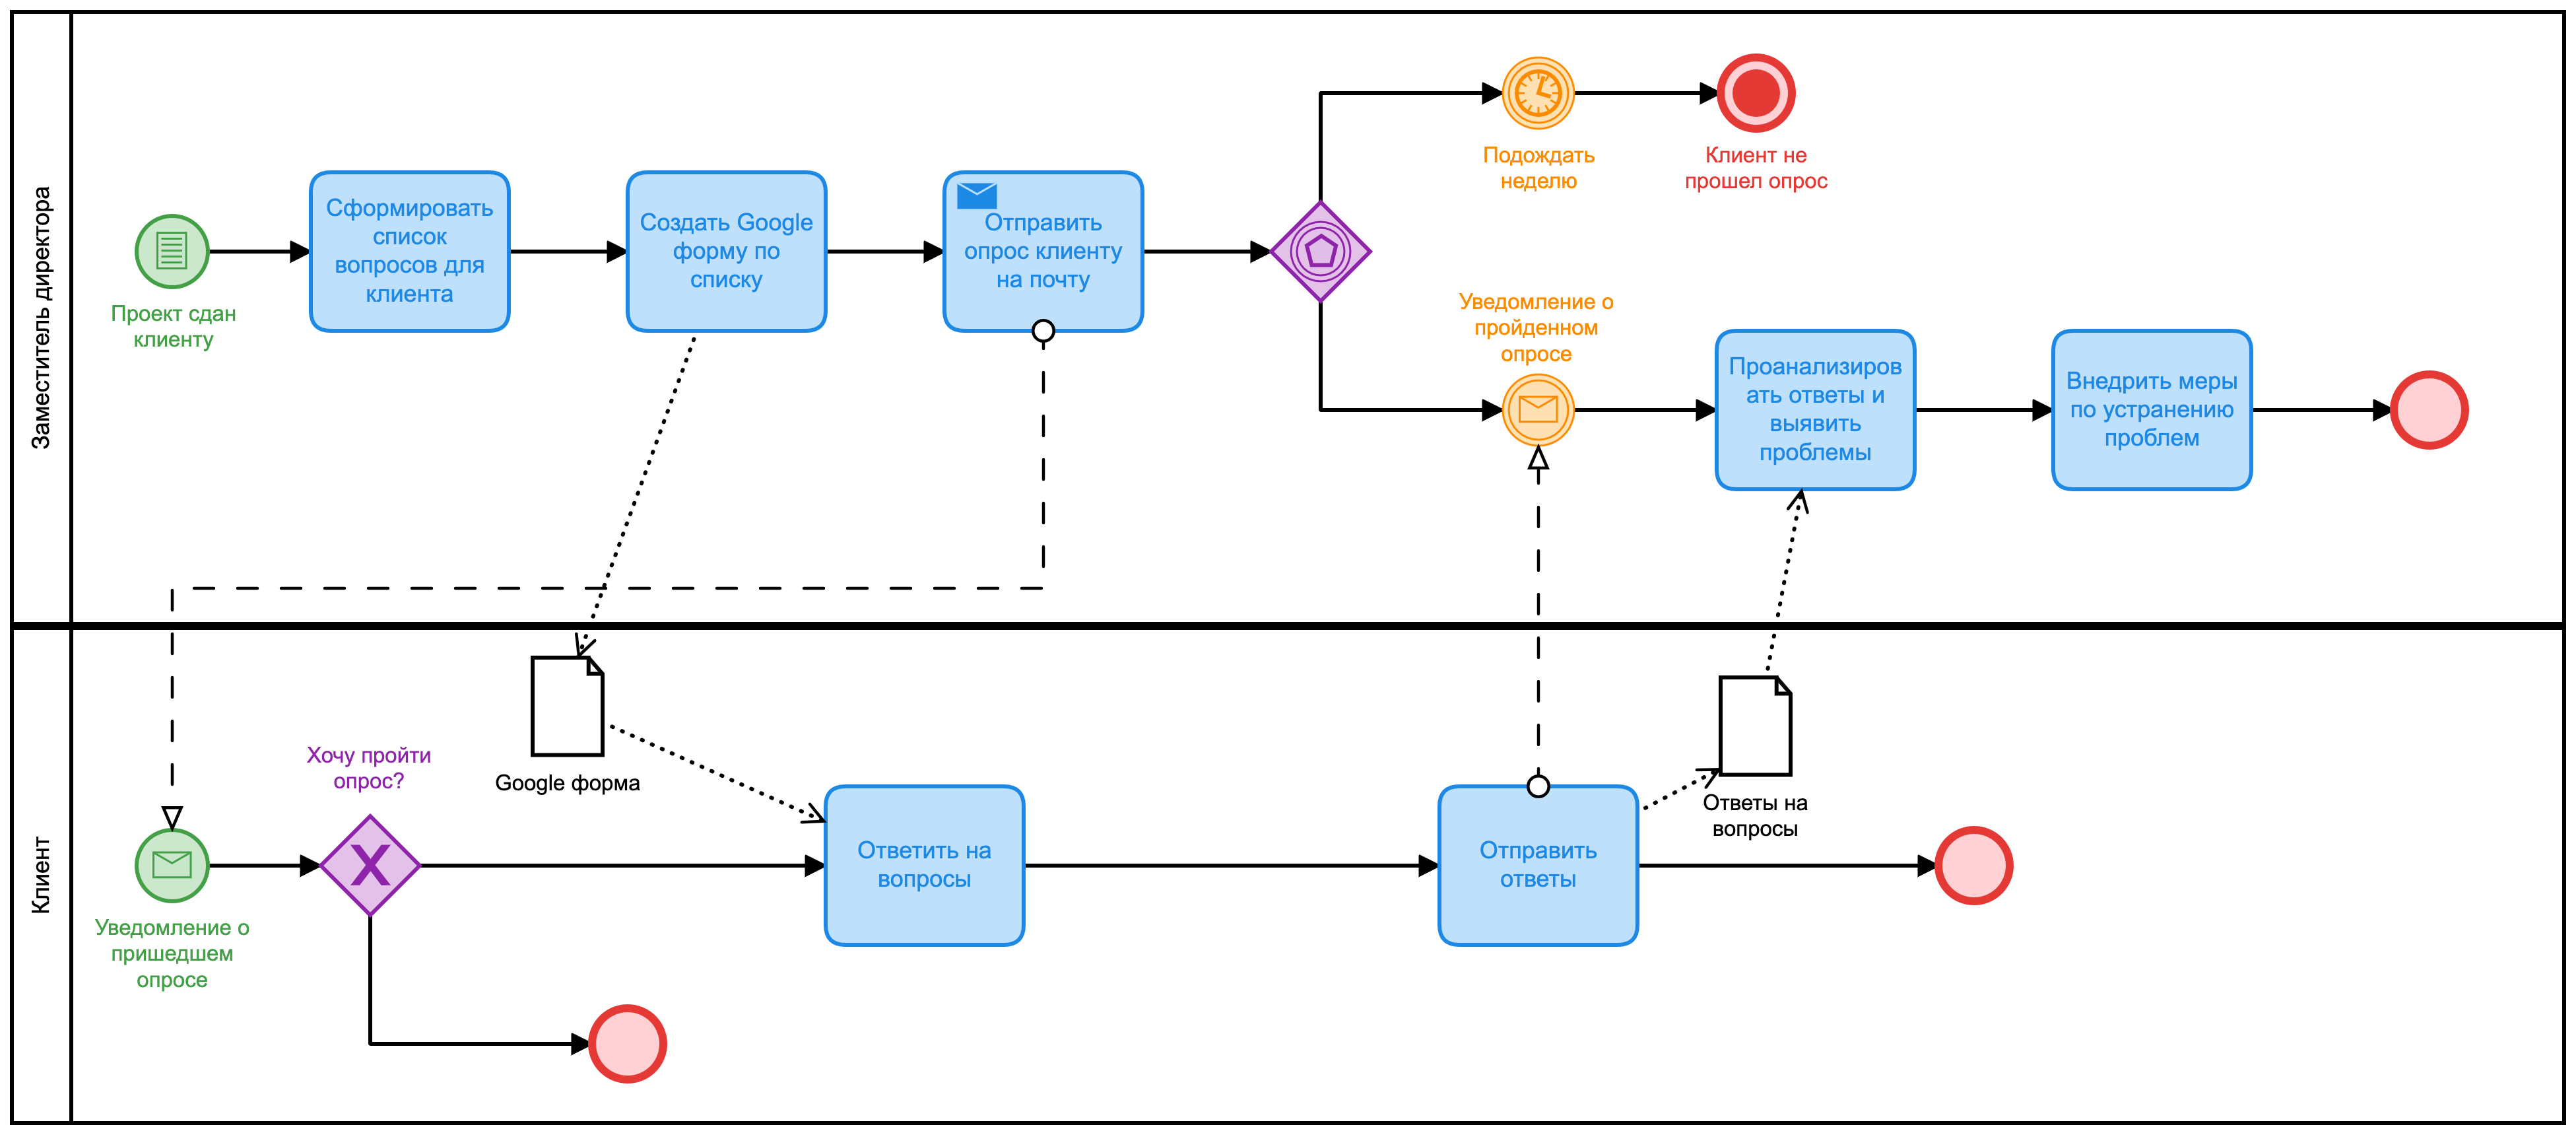 Заместитель директора
Проект сдан
клиенту
Сформировать
список
вопросов для
клиента
Создать Google
форму по
списку
Отправить
опрос клиенту
на почту
Подождать
неделю
Клиент не
прошел опрос
Уведомление о
пройденном
опросе
Проанализиров
ать ответы и
выявить
проблемы
Внедрить меры
по устранению
проблем
Клиент
Уведомление о
пришедшем
опросе
Хочу пройти
опрос?
Google форма
Ответить на
вопросы
Отправить
ответы
Ответы на
вопросы